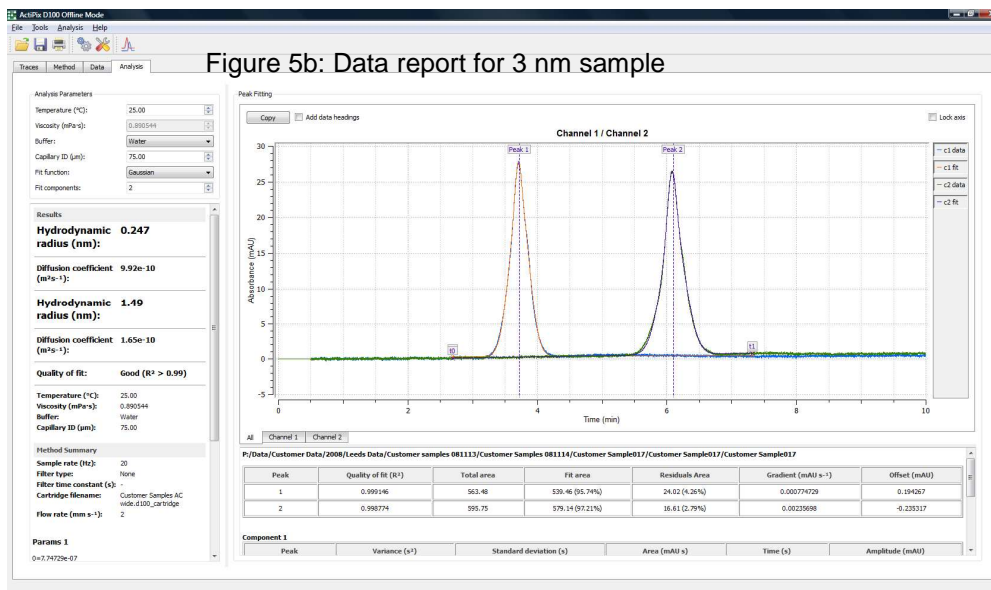 ActiPix D100 Offline Mode
File Tools Analysis Help
Figure 5b: Data report for 3 nm sample
Traces Method Data Analysis
Analysis Parameters
Temperature (°C): 25.00
Viscosity (mPa·s): 0.890544
Buffer: Water
Capillary ID (µm): 75.00
Fit function: Gaussian
Fit components: 2
Results
Hydrodynamic 0.247
radius (nm):
Diffusion coefficient 9.92e-10
(m²s-¹):
Hydrodynamic 1.49
radius (nm):
Diffusion coefficient 1.65e-10
(m²s-¹):
Quality of fit: Good (R² > 0.99)
Temperature (°C): 25.00
Viscosity (mPa·s): 0.890544
Buffer: Water
Capillary ID (µm): 75.00
Method Summary
Sample rate (Hz): 20
Filter type: None
Filter time constant (s): -
Cartridge filename: Customer Samples AC
wide.d100_cartridge
Flow rate (mm s-¹): 2
Params 1
0=7.74729e-07
Peak Fitting
Copy Add data headings Lock axis
Channel 1 / Channel 2
Peak 1 Peak 2
c1 data
c1 fit
c2 data
c2 fit
Absorbance (mAU)
30
25
20
15
10
5
0
-5
t0 t1
0 2 4 6 8 10
Time (min)
All Channel 1 Channel 2
P:/Data/Customer Data/2008/Leeds Data/Customer samples 081113/Customer Samples 081114/Customer Sample017/Customer Sample017/Customer Sample017
Peak Quality of fit (R²) Total area Fit area Residuals Area Gradient (mAU s-¹) Offset (mAU)
1 0.999146 563.48 539.46 (95.74%) 24.02 (4.26%) 0.000774729 0.194267
2 0.998774 595.75 579.14 (97.21%) 16.61 (2.79%) 0.00235698 -0.235317
Component 1
Peak Variance (s²) Standard deviation (s) Area (mAU s) Time (s) Amplitude (mAU)